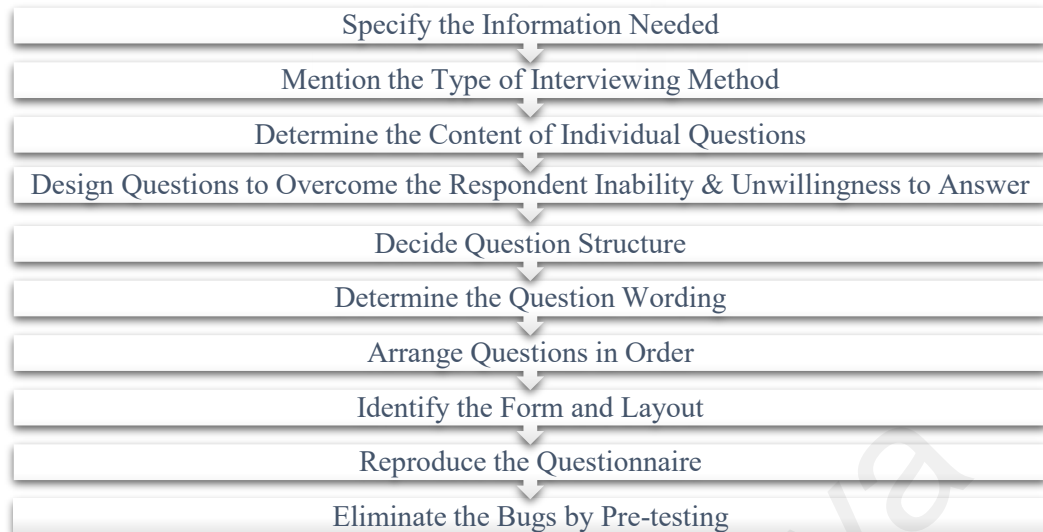 Specify the Information Needed
Mention the Type of Interviewing Method
Determine the Content of Individual Questions
Design Questions to Overcome the Respondent Inability & Unwillingness to Answer
Decide Question Structure
Determine the Question Wording
Arrange Questions in Order
Identify the Form and Layout
Reproduce the Questionnaire
Eliminate the Bugs by Pre-testing